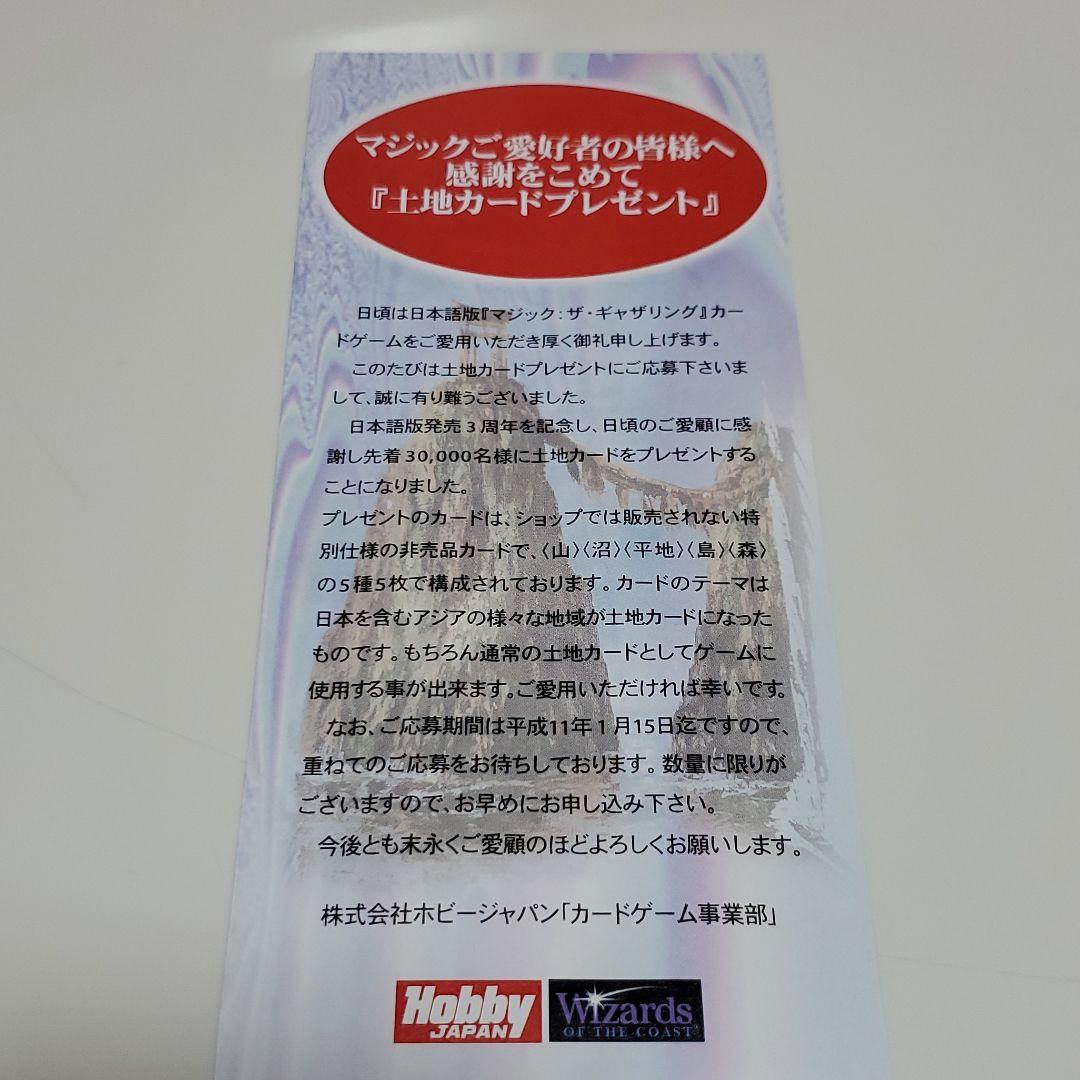 マジックご愛好者の皆様へ
感謝をこめて
『土地カードプレゼント』
日頃は日本語版『マジック:ザ・ギャザリング』カー
ドゲームをご愛用いただき厚く御礼申し上げます。
このたびは土地カードプレゼントにご応募下さいま
して、誠に有り難うございました。
日本語版発売3周年を記念し、日頃のご愛顧に感
謝し先着30,000名様に土地カードをプレゼントする
ことになりました。
プレゼントのカードは、ショップでは販売されない特
別仕様の非売品カードで、〈山〉〈沼〉〈平地〉〈島〉〈森〉
の5種5枚で構成されております。カードのテーマは
日本を含むアジアの様々な地域が土地カードになった
ものです。もちろん通常の土地カードとしてゲームに
使用する事が出来ます。ご愛用いただければ幸いです。
なお、ご応募期間は平成11年1月15日迄ですので、
重ねてのご応募をお待ちしております。数量に限りが
ございますので、お早めにお申し込み下さい。
今後とも末永くご愛顧のほどよろしくお願いします。
株式会社ホビージャパン「カードゲーム事業部」
Hobby
JAPAN
Wizards
OF THE COAST